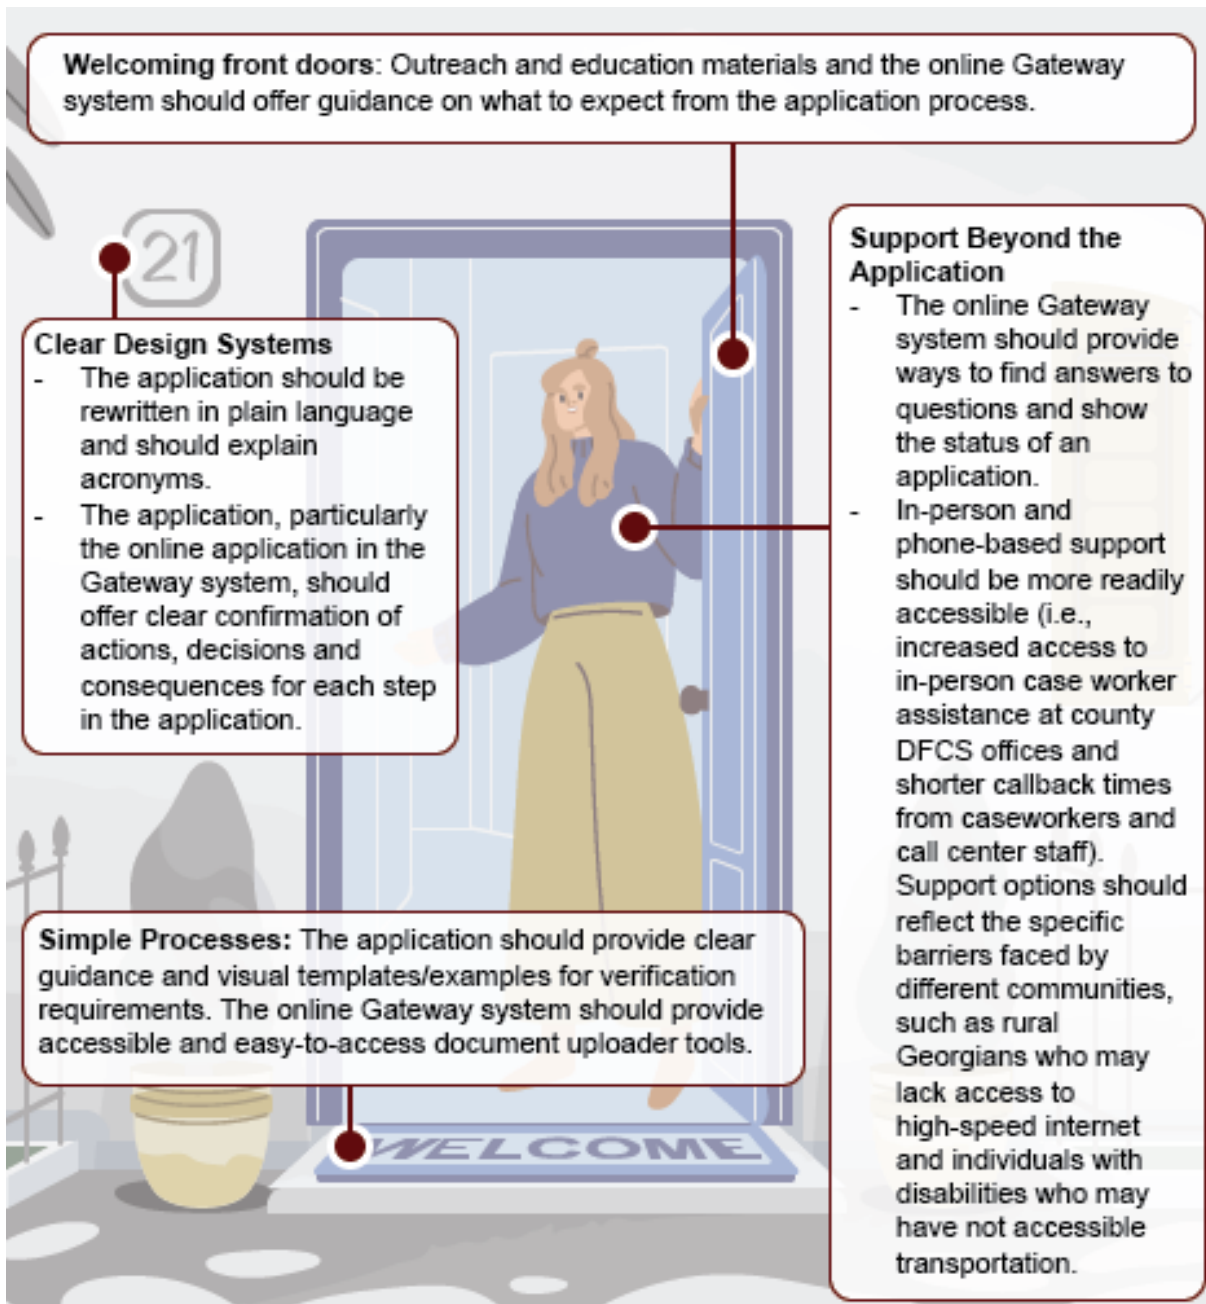 Welcoming front doors: Outreach and education materials and the online Gateway
system should offer guidance on what to expect from the application process.
21
Clear Design Systems
- The application should be
rewritten in plain language
and should explain
acronyms.
- The application, particularly
the online application in the
Gateway system, should
offer clear confirmation of
actions, decisions and
consequences for each step
in the application.
Support Beyond the
Application
- The online Gateway
system should provide
ways to find answers to
questions and show
the status of an
application.
- In-person and
phone-based support
should be more readily
accessible (i.e.,
increased access to
in-person case worker
assistance at county
DFCS offices and
shorter callback times
from caseworkers and
call center staff).
Support options should
reflect the specific
barriers faced by
different communities,
such as rural
Georgians who may
lack access to
high-speed internet
and individuals with
disabilities who may
have not accessible
transportation.
Simple Processes: The application should provide clear
guidance and visual templates/examples for verification
requirements. The online Gateway system should provide
accessible and easy-to-access document uploader tools.
WELCOME